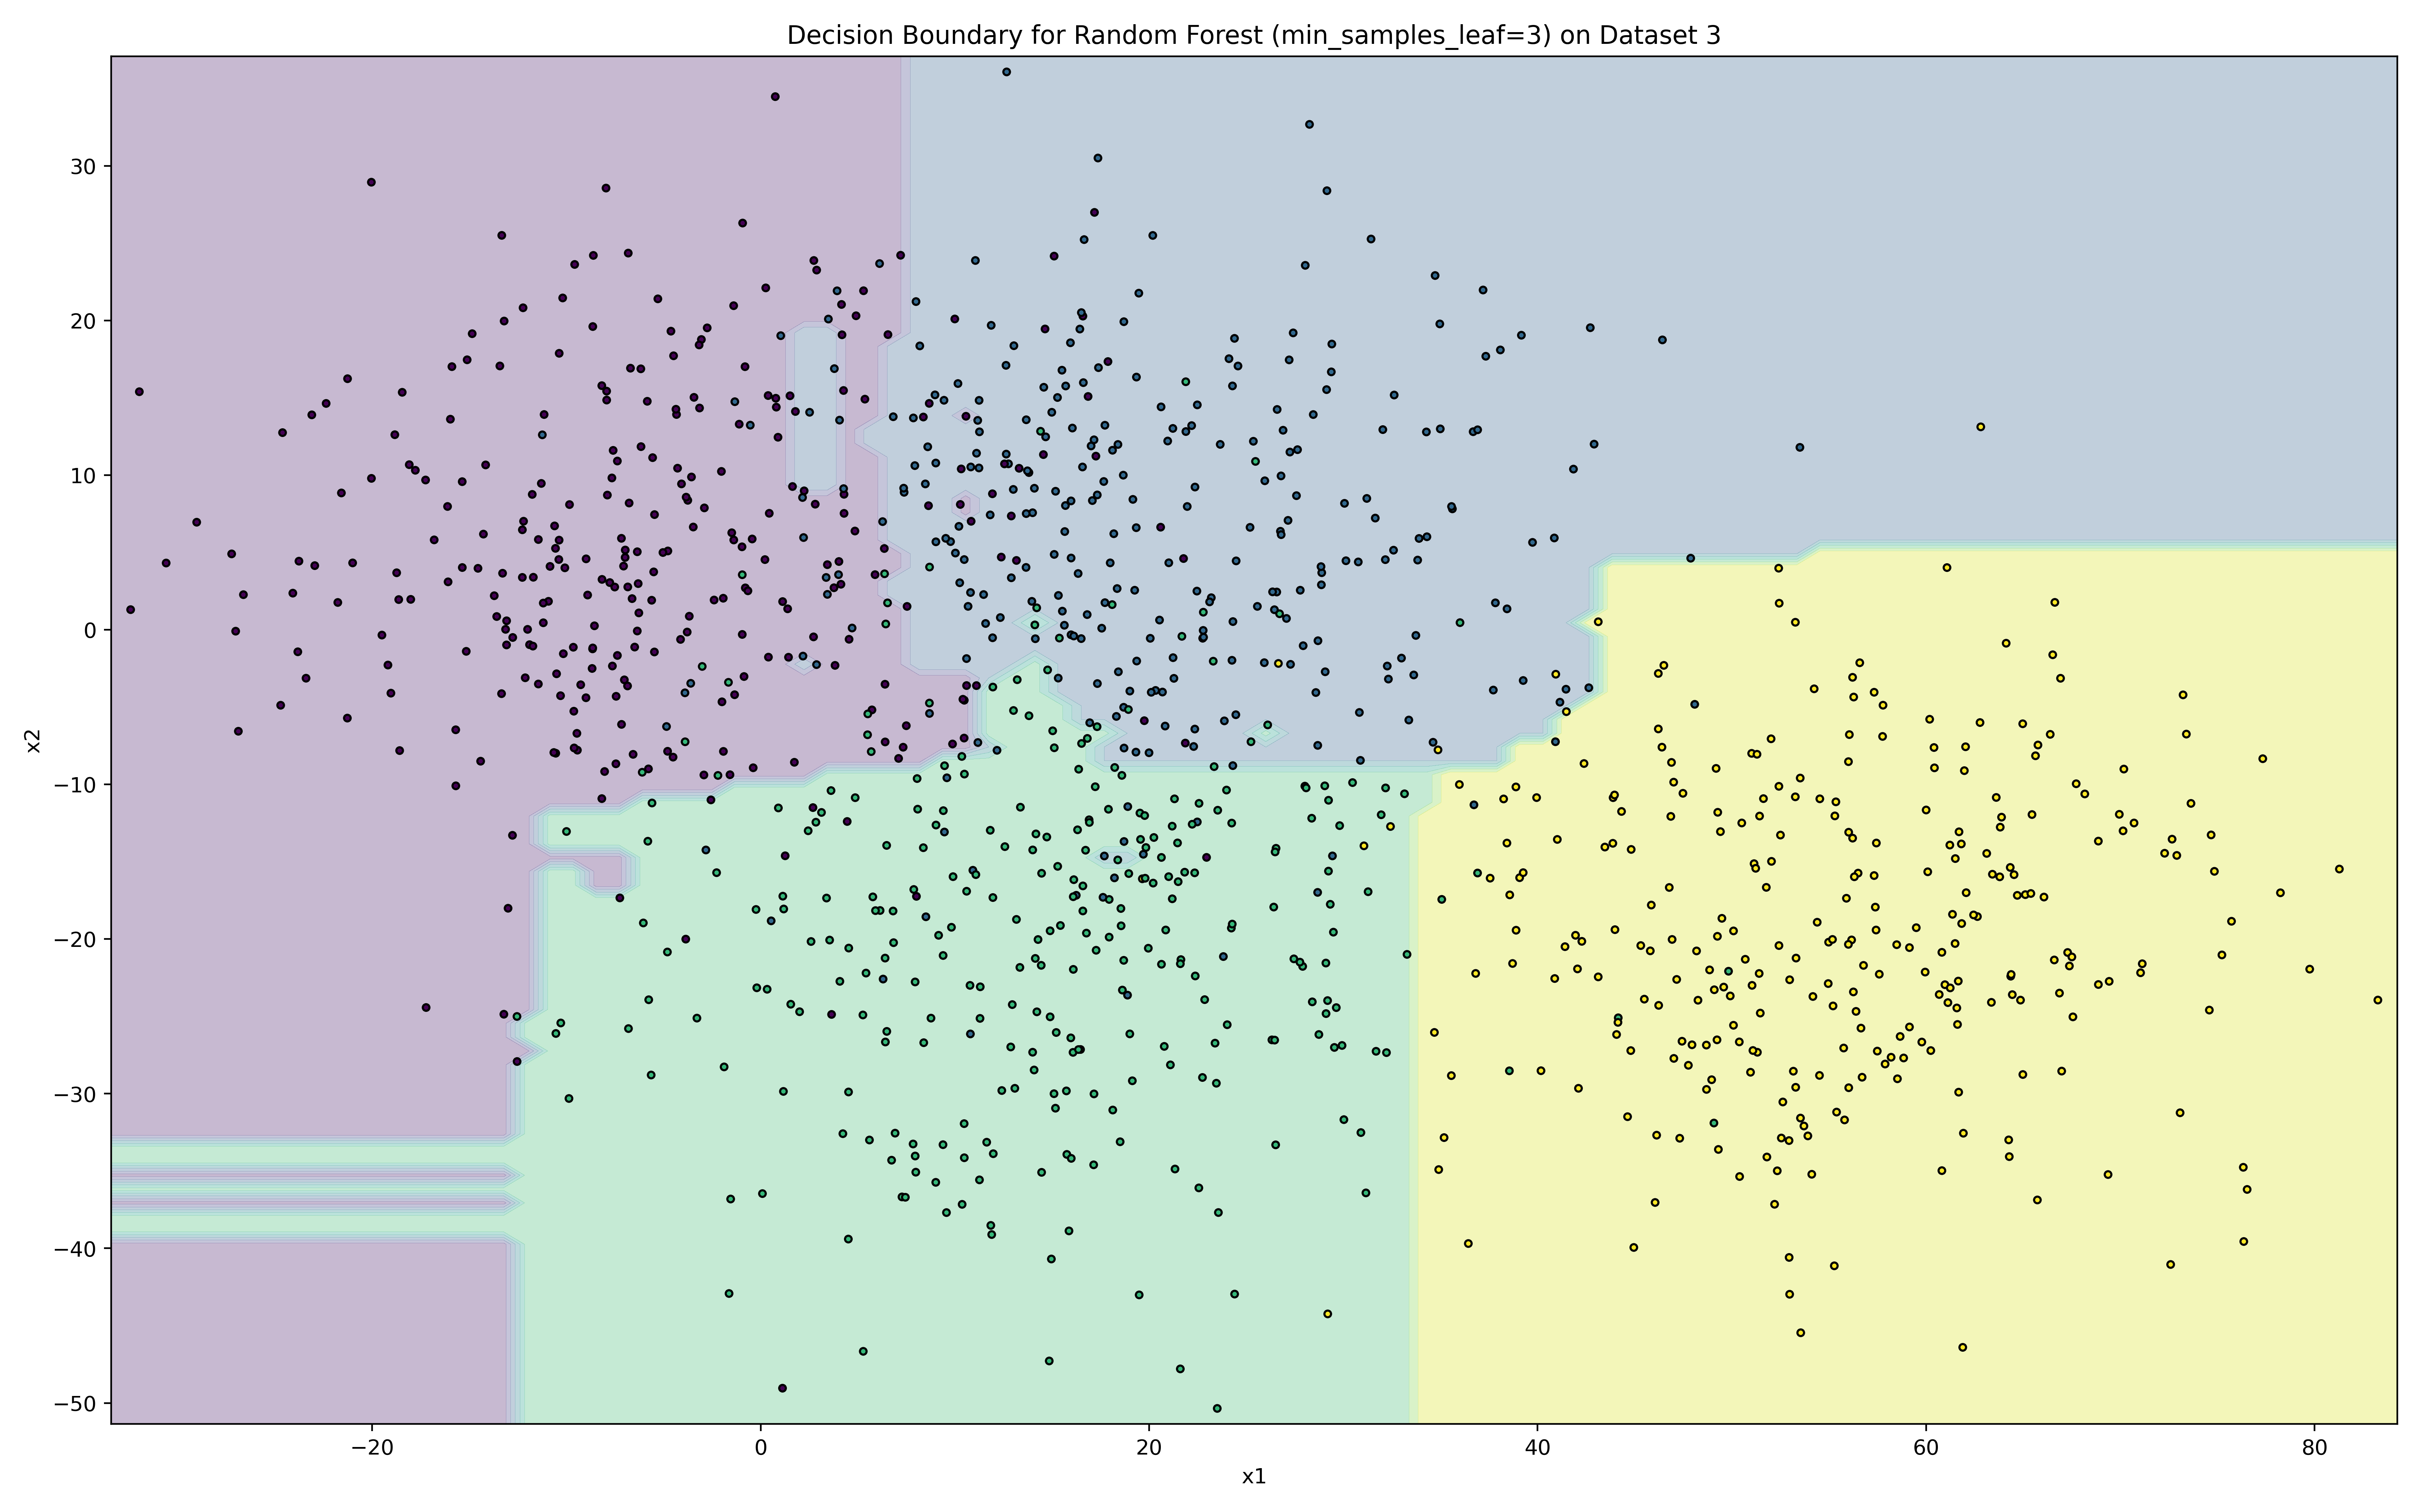 Decision Boundary for Random Forest (min_samples_leaf=3) on Dataset 3
30
20
10
0
−10
−20
−30
−40
−50
x2
−20 0 20 40 60 80
x1